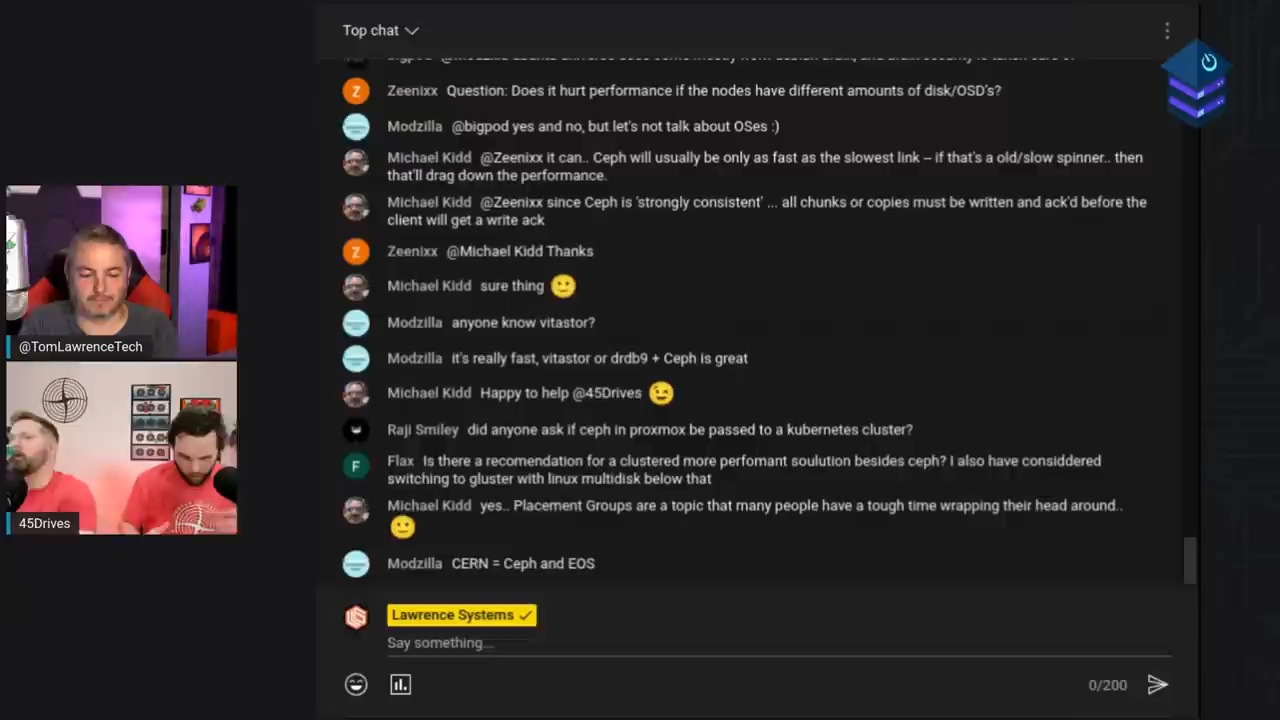 Top chat
Zeenixx Question: Does it hurt performance if the nodes have different amounts of disk/OSD's?
Modzilla @bigpod yes and no, but let's not talk about OSes :)
Michael Kidd @Zeenixx it can.. Ceph will usually be only as fast as the slowest link – if that's a old/slow spinner.. then
that'll drag down the performance.
Michael Kidd @Zeenixx since Ceph is 'strongly consistent' ... all chunks or copies must be written and ack'd before the
client will get a write ack
Z
Zeenixx @Michael Kidd Thanks
Michael Kidd sure thing 🙂
Modzilla anyone know vitastor?
Modzilla it's really fast, vitastor or drdb9 + Ceph is great
Michael Kidd Happy to help @45Drives 😉
Raji Smiley did anyone ask if ceph in proxmox be passed to a kubernetes cluster?
F
Flax Is there a recomendation for a clustered more perfomant soulution besides ceph? I also have considdered
switching to gluster with linux multidisk below that
Michael Kidd yes.. Placement Groups are a topic that many people have a tough time wrapping their head around..
🙂
Modzilla CERN = Ceph and EOS
Lawrence Systems
Say something...
0/200
@TomLawrenceTech
45Drives